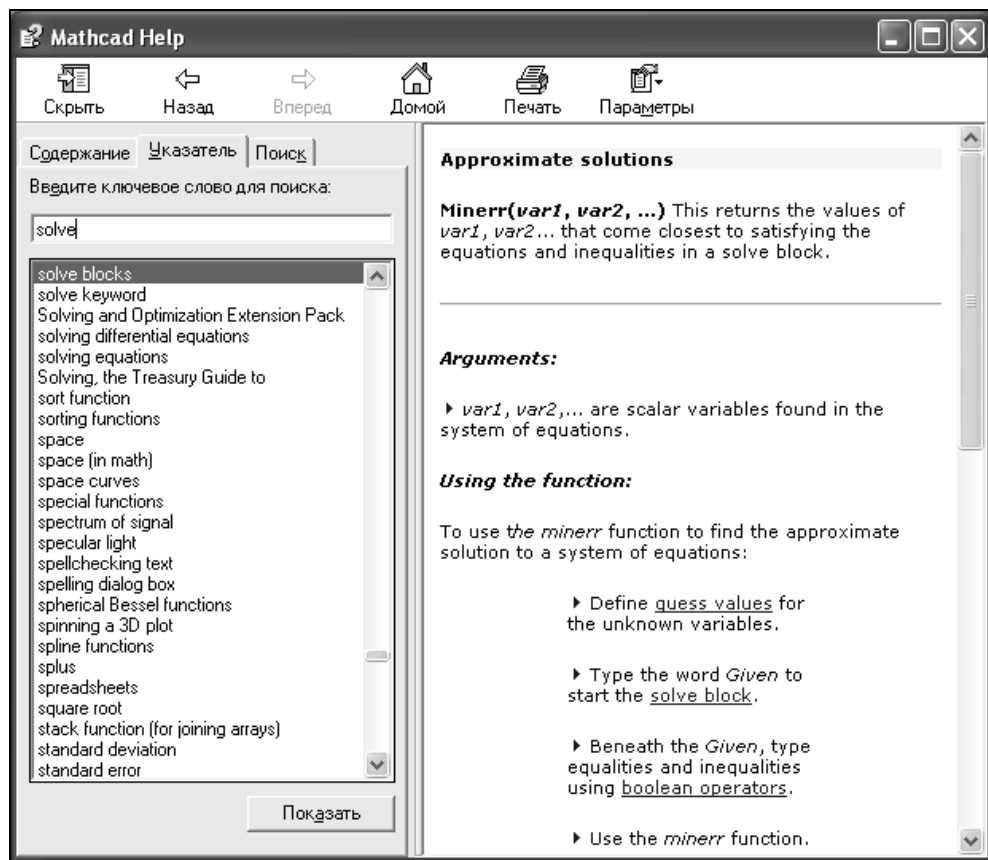 Mathcad Help
Скрыть Назад Вперед Домой Печать Параметры
Содержание Указатель Поиск
Введите ключевое слово для поиска:
solve
solve blocks
solve keyword
Solving and Optimization Extension Pack
solving differential equations
solving equations
Solving, the Treasury Guide to
sort function
sorting functions
space
space (in math)
space curves
special functions
spectrum of signal
specular light
spellchecking text
spelling dialog box
spherical Bessel functions
spinning a 3D plot
spline functions
splus
spreadsheets
square root
stack function (for joining arrays)
standard deviation
standard error
Показать
Approximate solutions
Minerr(var1, var2, ...) This returns the values of
var1, var2... that come closest to satisfying the
equations and inequalities in a solve block.
Arguments:
var1, var2,... are scalar variables found in the
system of equations.
Using the function:
To use the minerr function to find the approximate
solution to a system of equations:
Define guess values for
the unknown variables.
Type the word Given to
start the solve block.
Beneath the Given, type
equalities and inequalities
using boolean operators.
Use the minerr function.